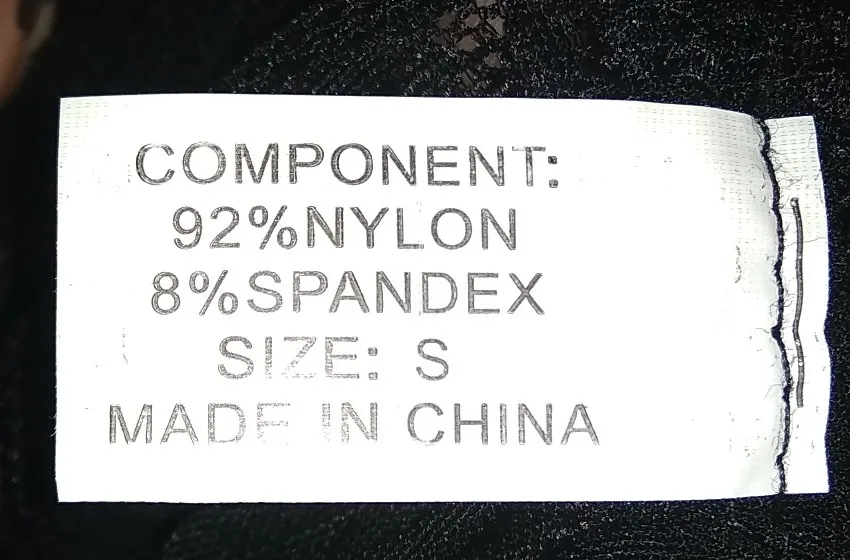 COMPONENT:
92%NYLON
8%SPANDEX
SIZE: S
MADE IN CHINA